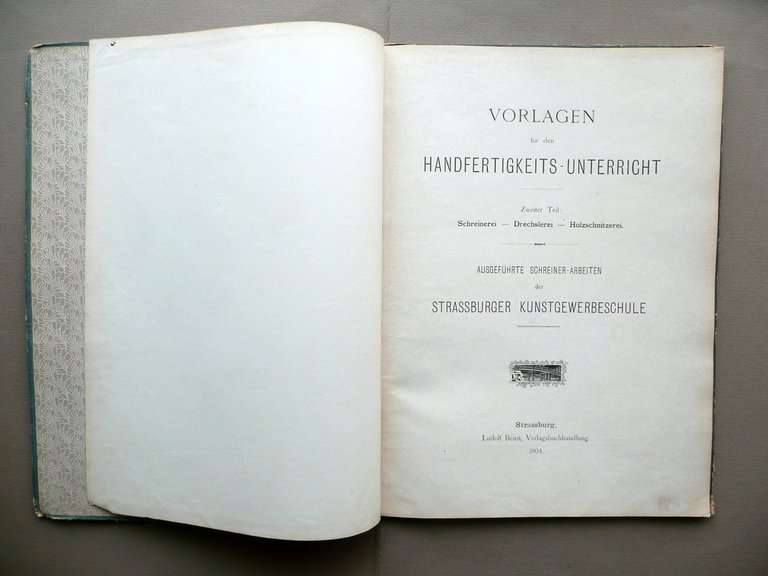 VORLAGEN
für den
HANDFERTIGKEITS-UNTERRICHT
Zweiter Teil:
Schreinerei — Drechslerei — Holzschnitzerei.
AUSGEFÜHRTE SCHREINER-ARBEITEN
der
STRASSBURGER KUNSTGEWERBESCHULE
Strassburg.
Ludolf Beust, Verlagsbuchhandlung.
1904.